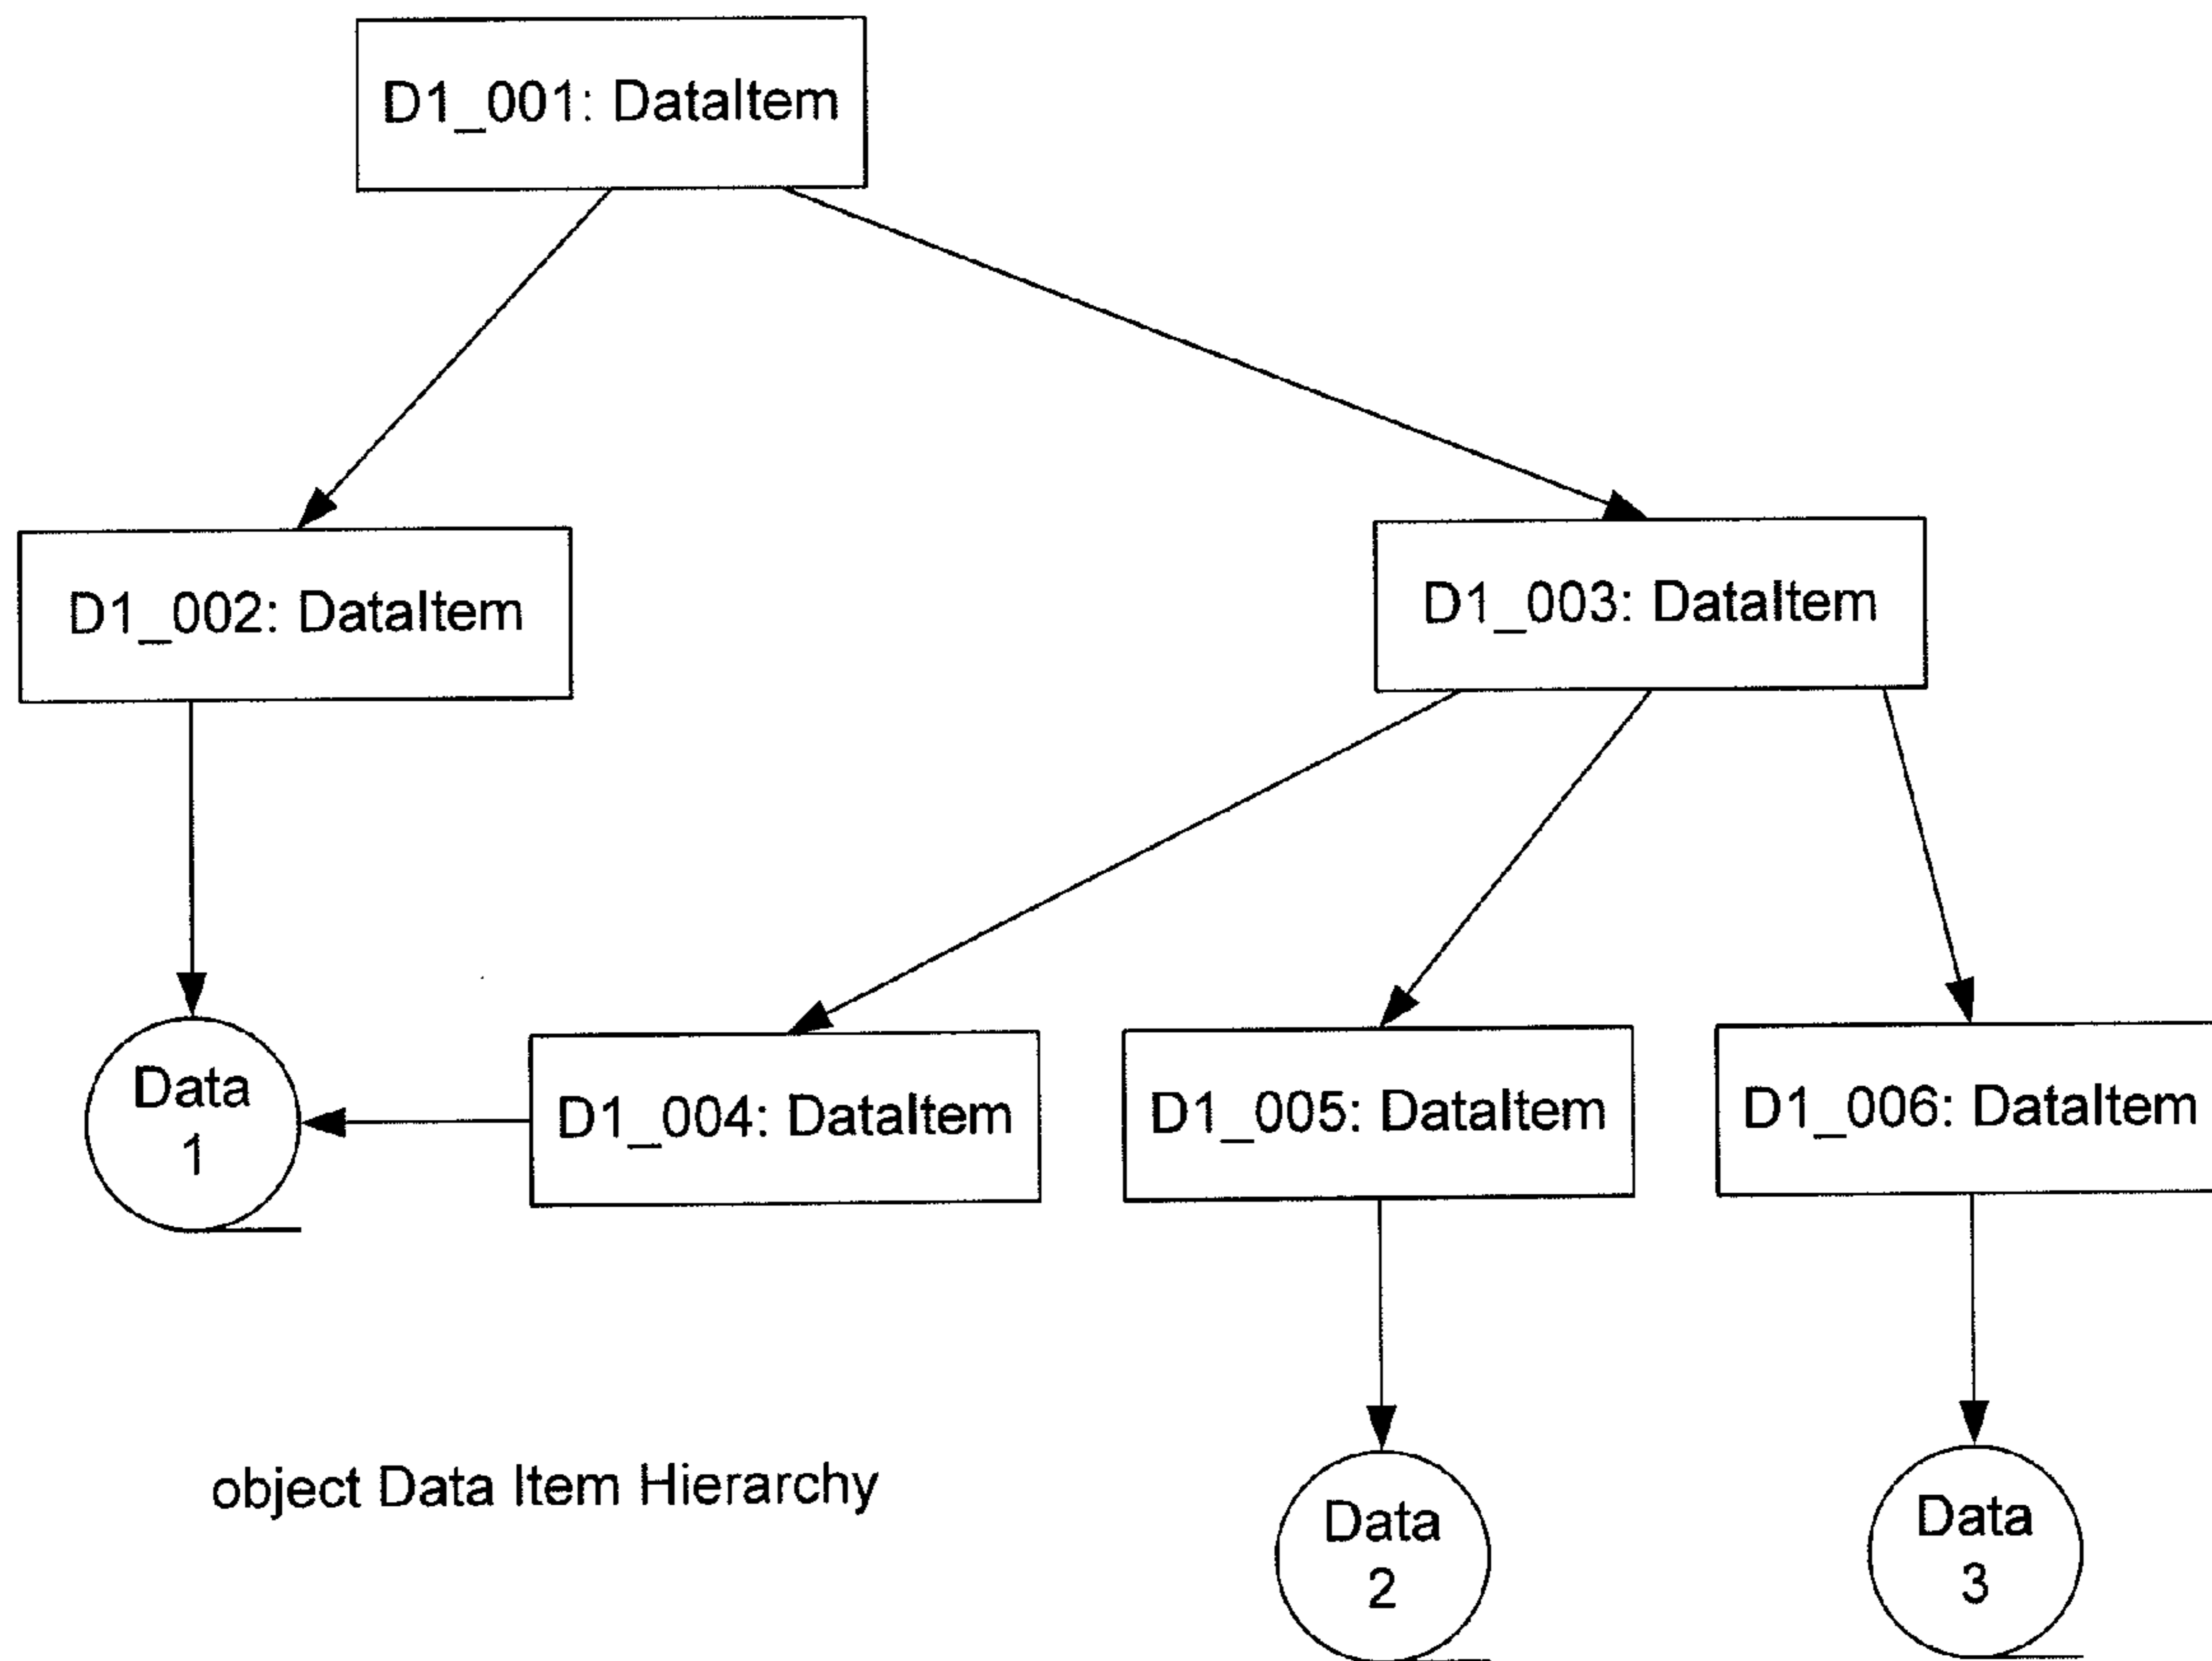 D1_001: DataItem
D1_002: DataItem
D1_003: DataItem
Data
1
D1_004: DataItem
D1_005: DataItem
D1_006: DataItem
object Data Item Hierarchy
Data
2
Data
3